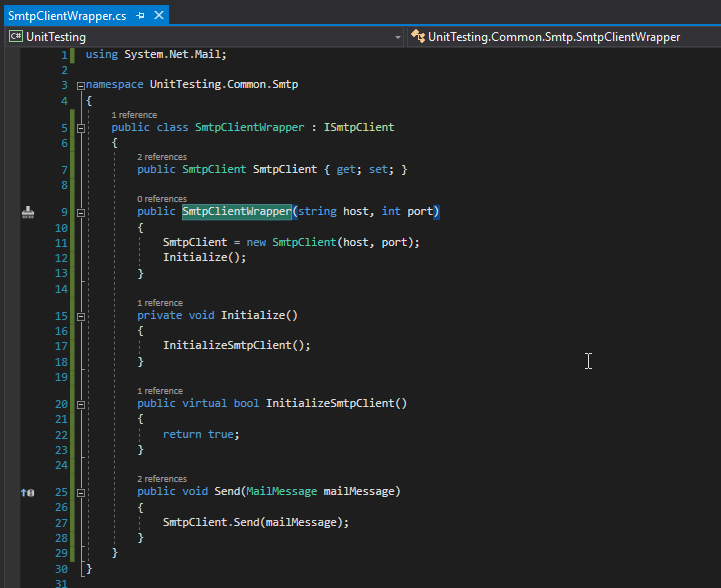 SmtpClientWrapper.cs
C# UnitTesting
UnitTesting.Common.Smtp.SmtpClientWrapper
1 using System.Net.Mail;
2
3 namespace UnitTesting.Common.Smtp
4 {
1 reference
5 public class SmtpClientWrapper : ISmtpClient
6 {
2 references
7 public SmtpClient SmtpClient { get; set; }
8
0 references
9 public SmtpClientWrapper(string host, int port)
10 {
11 SmtpClient = new SmtpClient(host, port);
12 Initialize();
13 }
14
1 reference
15 private void Initialize()
16 {
17 InitializeSmtpClient();
18 }
19
1 reference
20 public virtual bool InitializeSmtpClient()
21 {
22 return true;
23 }
24
2 references
25 public void Send(MailMessage mailMessage)
26 {
27 SmtpClient.Send(mailMessage);
28 }
29 }
30 }
31